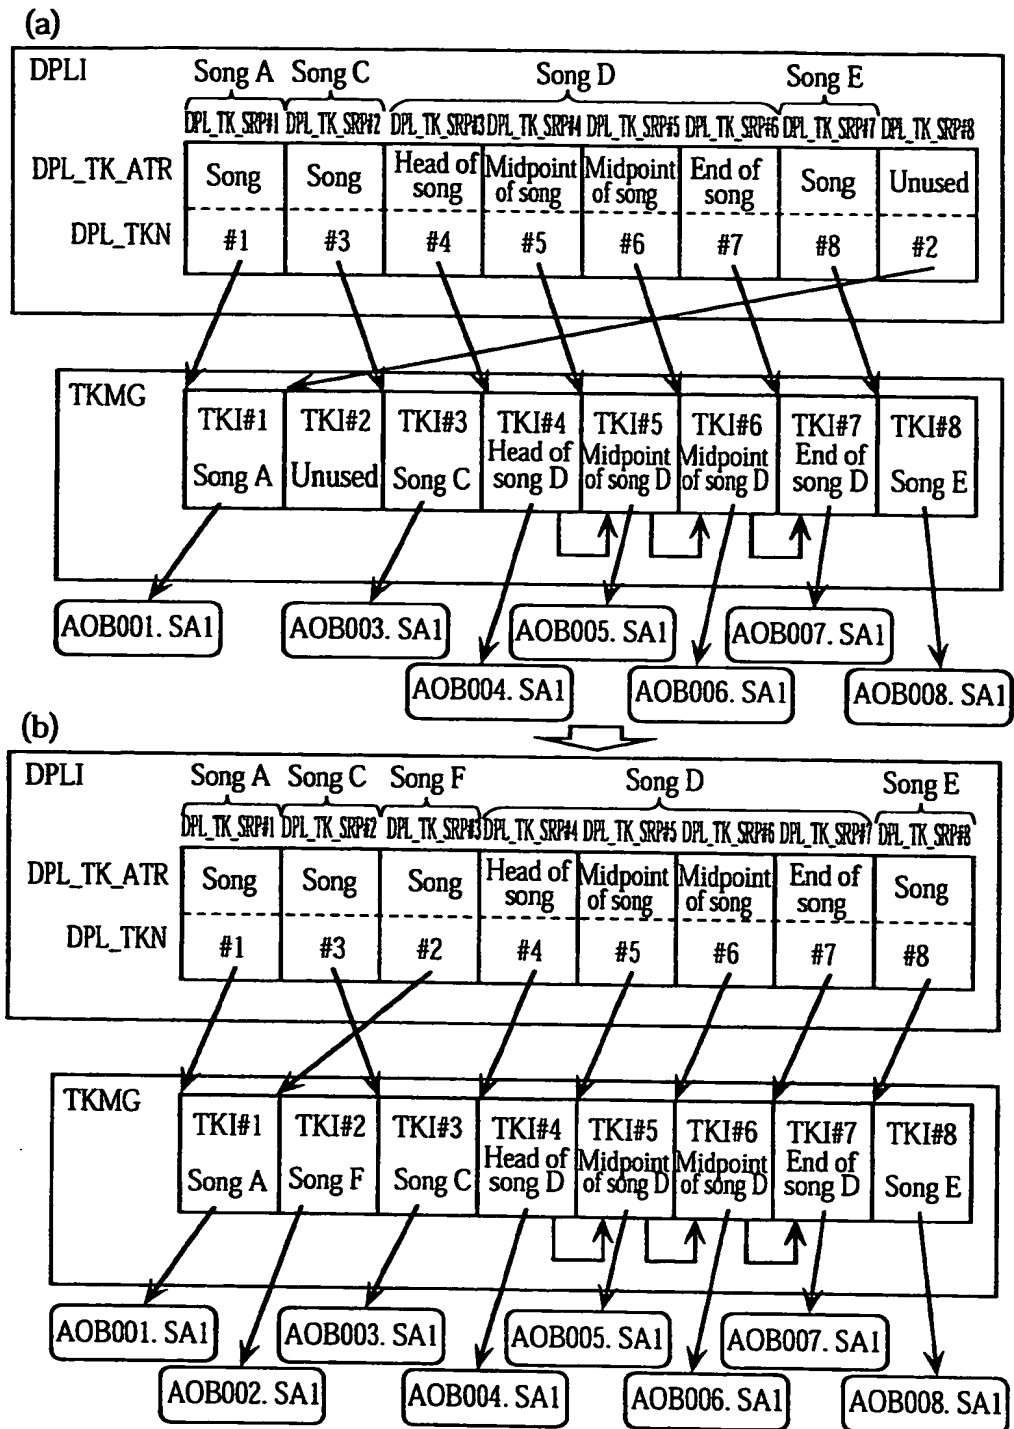 (a)
DPLI
Song A Song C Song D Song E
DPL_TK_SRP#1 DPL_TK_SRP#2 DPL_TK_SRP#3 DPL_TK_SRP#4 DPL_TK_SRP#5 DPL_TK_SRP#6 DPL_TK_SRP#7 DPL_TK_SRP#8
DPL_TK_ATR Song Song Head of song Midpoint of song Midpoint of song End of song Song Unused
DPL_TKN #1 #3 #4 #5 #6 #7 #8 #2
TKMG
TKI#1 TKI#2 TKI#3 TKI#4 TKI#5 TKI#6 TKI#7 TKI#8
Song A Unused Song C Head of song D Midpoint of song D Midpoint of song D End of song D Song E
AOB001. SA1 AOB003. SA1 AOB005. SA1 AOB007. SA1
AOB004. SA1 AOB006. SA1 AOB008. SA1
(b)
DPLI
Song A Song C Song F Song D Song E
DPL_TK_SRP#1 DPL_TK_SRP#2 DPL_TK_SRP#3 DPL_TK_SRP#4 DPL_TK_SRP#5 DPL_TK_SRP#6 DPL_TK_SRP#7 DPL_TK_SRP#8
DPL_TK_ATR Song Song Song Head of song Midpoint of song Midpoint of song End of song Song
DPL_TKN #1 #3 #2 #4 #5 #6 #7 #8
TKMG
TKI#1 TKI#2 TKI#3 TKI#4 TKI#5 TKI#6 TKI#7 TKI#8
Song A Song F Song C Head of song D Midpoint of song D Midpoint of song D End of song D Song E
AOB001. SA1 AOB003. SA1 AOB005. SA1 AOB007. SA1
AOB002. SA1 AOB004. SA1 AOB006. SA1 AOB008. SA1